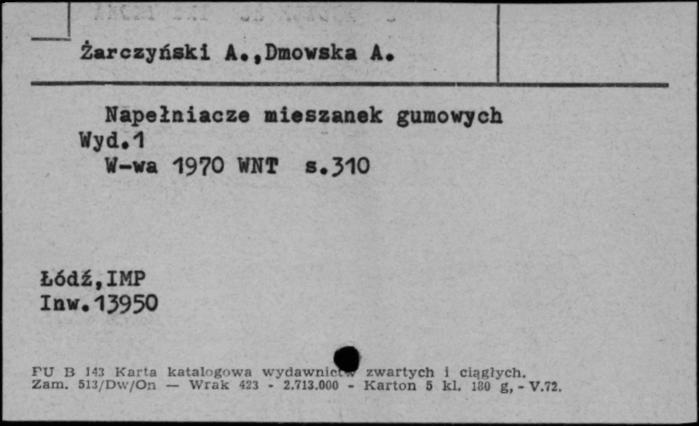 Żarczyński A.,Dmowska A.
Napełniacze mieszanek gumowych
Wyd.1
W-wa 1970 WNT s.310
Łódź,IMP
Inw.13950
PU B 143 Karta katalogowa wydawnictw zwartych i ciągłych.
Zam. 513/Dw/On — Wrak 423 - 2.713.000 - Karton 5 kl. 180 g, - V.72.